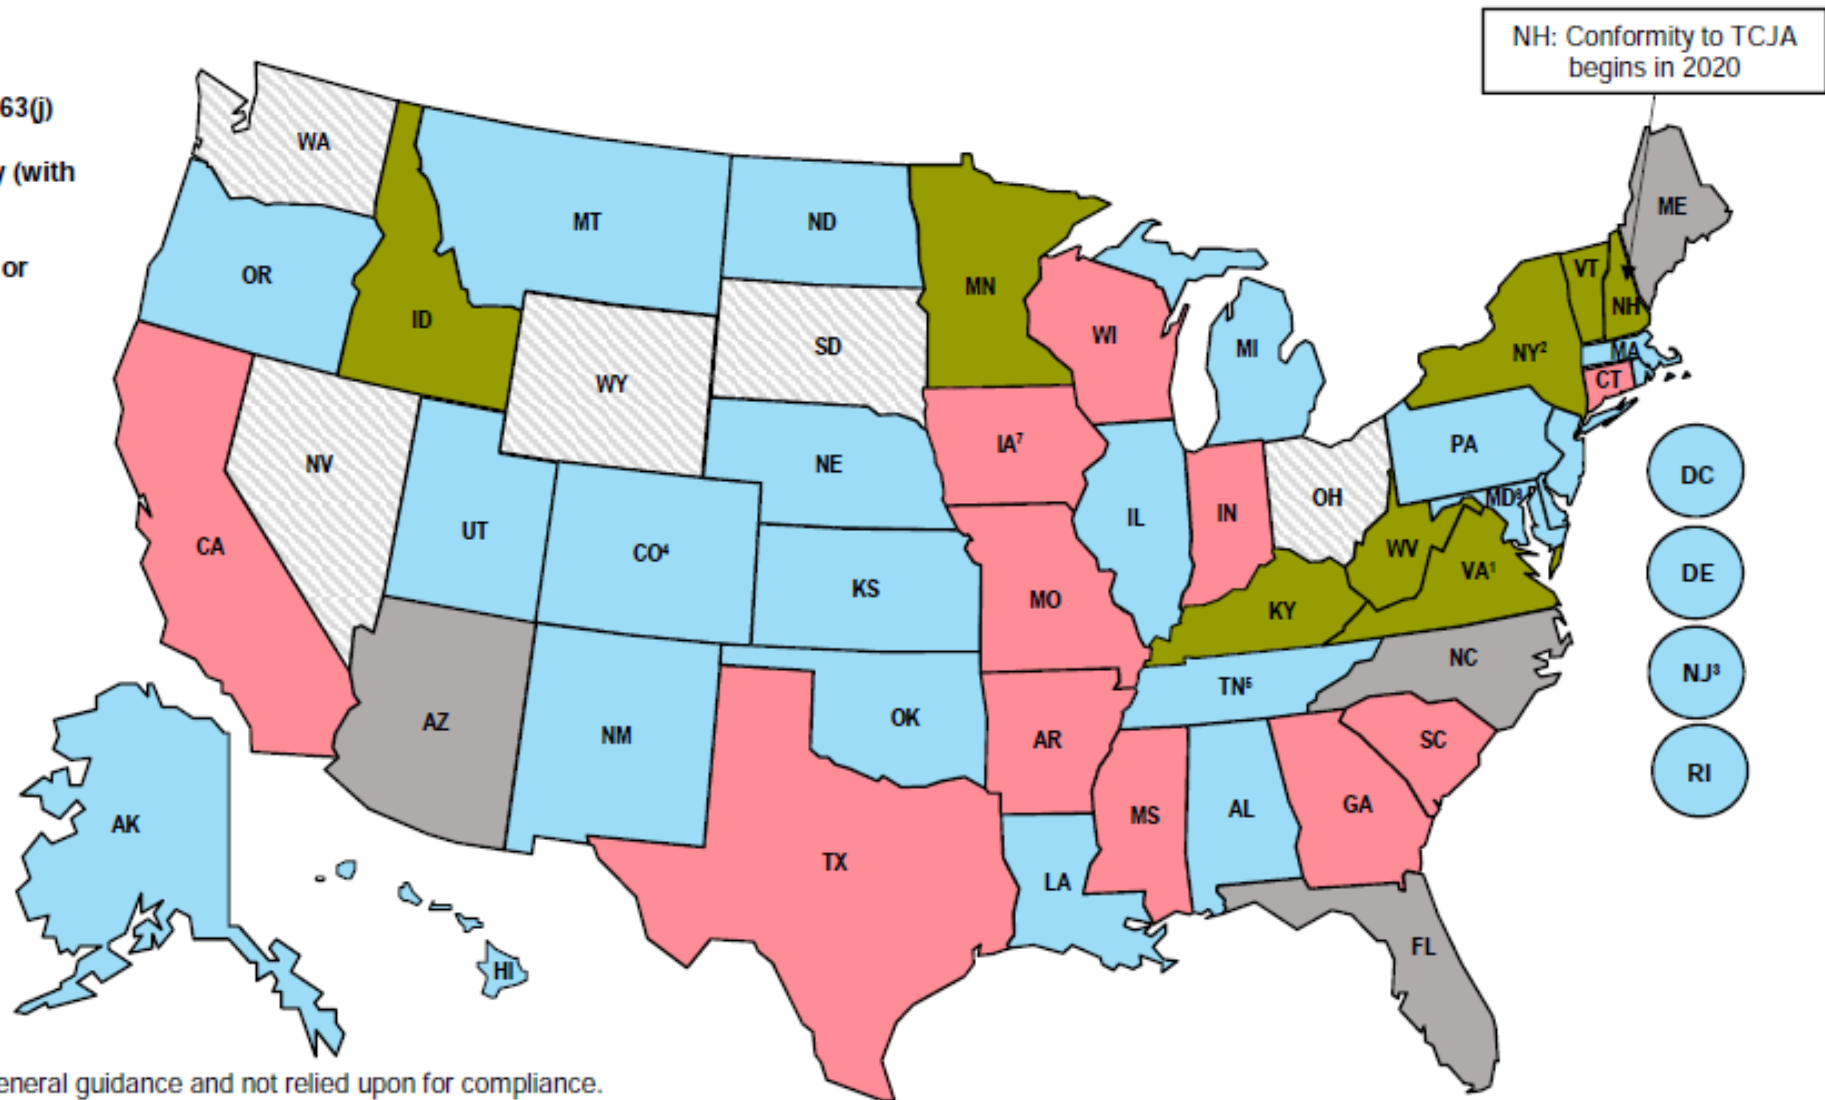 NH: Conformity to TCJA
begins in 2020
63(j)
(with
or
WA
MT
ND
ME
OR
ID
MN
VT
NH
SD
WI
MI
NY²
MA
WY
CT
IA⁷
PA
NV
NE
DC
OH
MD⁸
UT
IL
IN
CA
CO⁴
WV
VA¹
DE
KS
MO
KY
NC
NJ³
TN⁵
AZ
NM
OK
AR
SC
RI
MS
AL
GA
AK
TX
LA
FL
HI
eneral guidance and not relied upon for compliance.